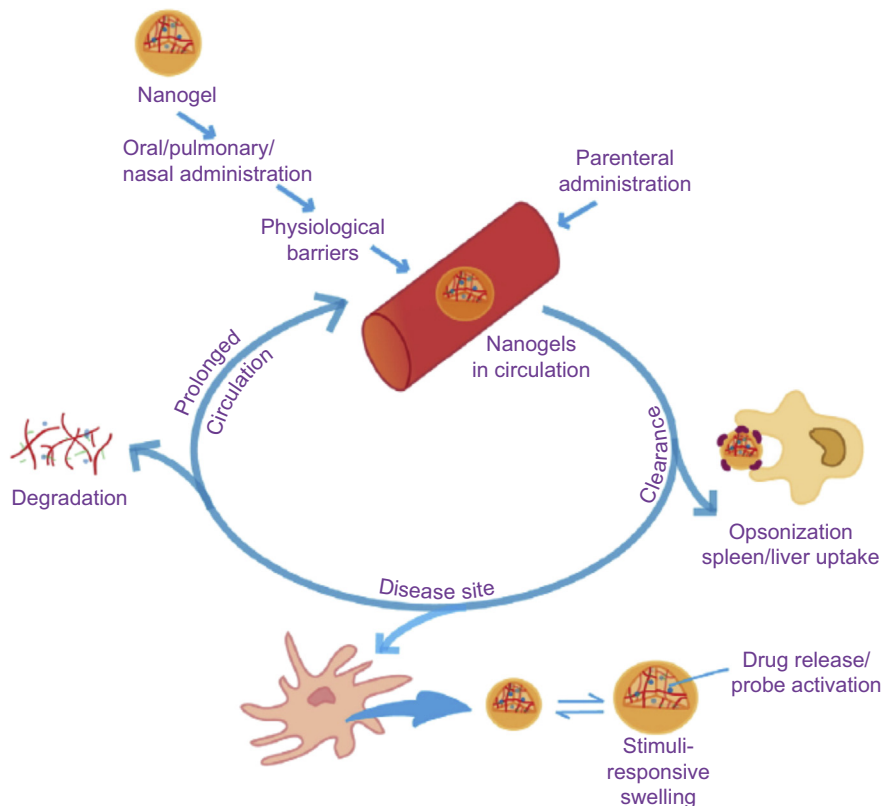 Nanogel
Oral/pulmonary/
nasal administration
Physiological
barriers
Parenteral
administration
Nanogels
in circulation
Prolonged
Circulation
Clearance
Degradation
Opsonization
spleen/liver uptake
Disease site
Drug release/
probe activation
Stimuli-
responsive
swelling